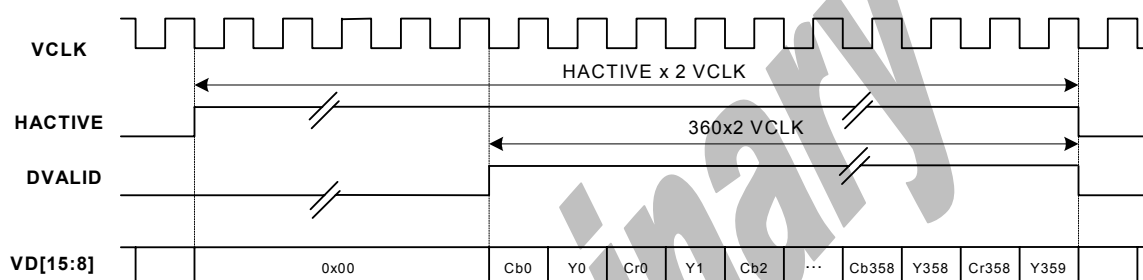 VCLK
HACTIVE x 2 VCLK
HACTIVE
360x2 VCLK
DVALID
VD[15:8] 0x00 Cb0 Y0 Cr0 Y1 Cb2 ... Cb358 Y358 Cr358 Y359
inary